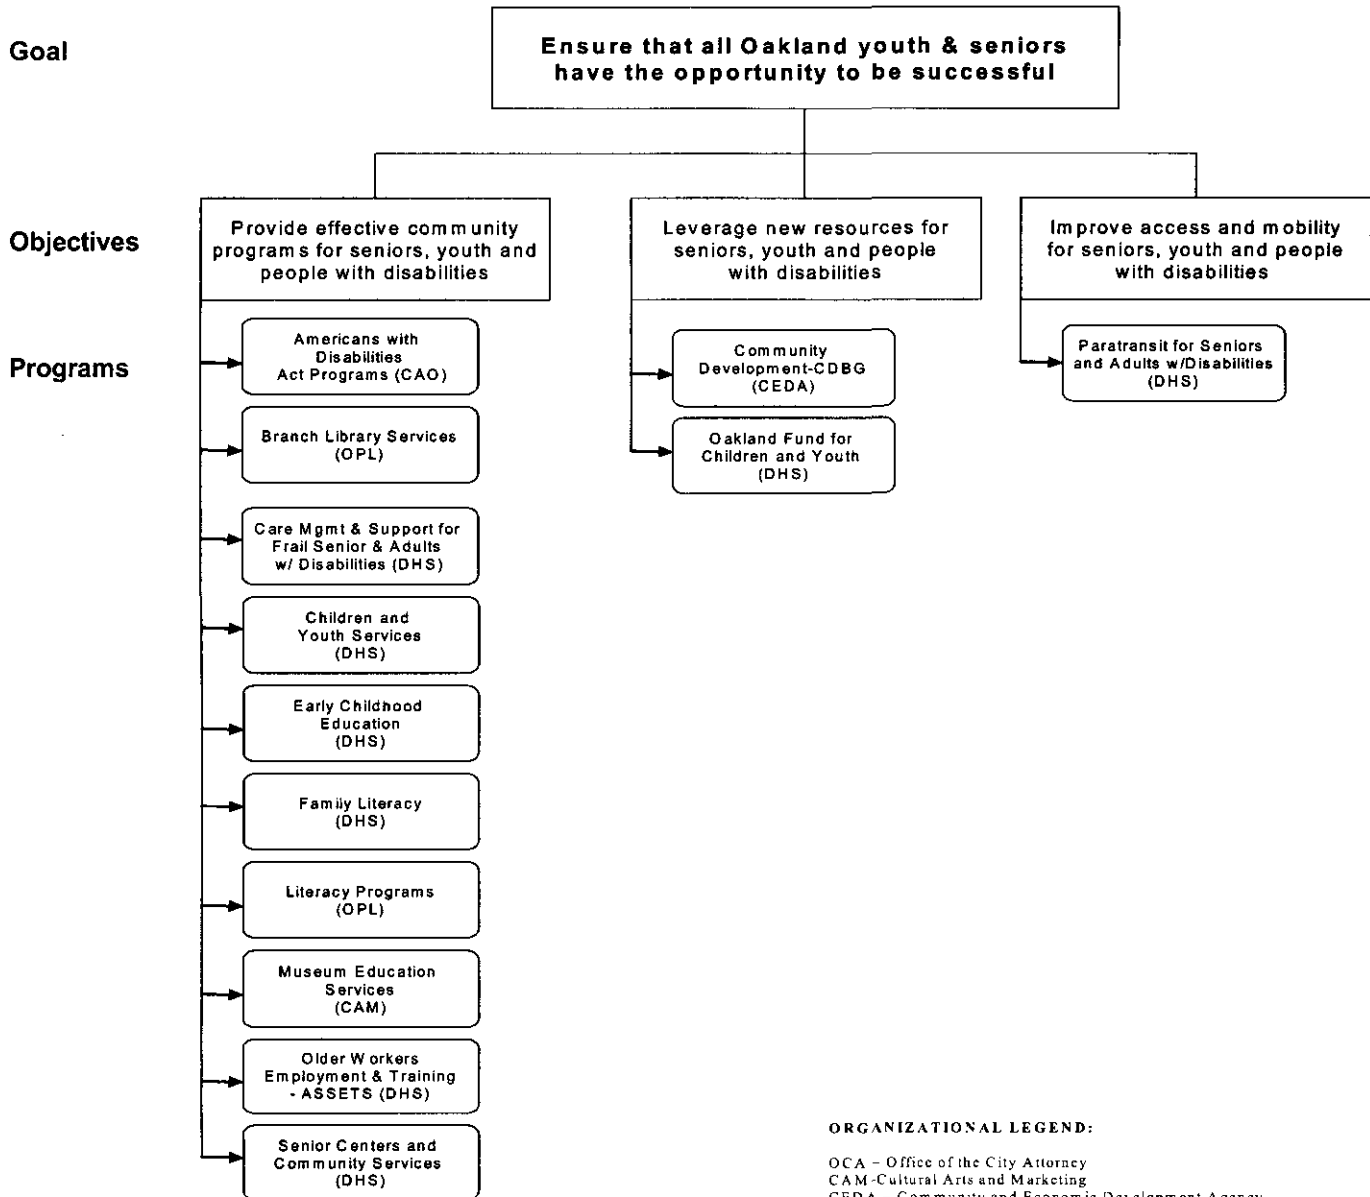 Goal
Ensure that all Oakland youth & seniors
have the opportunity to be successful
Objectives
Provide effective community
programs for seniors, youth and
people with disabilities
Leverage new resources for
seniors, youth and people
with disabilities
Improve access and mobility
for seniors, youth and people
with disabilities
Programs
Americans with
Disabilities
Act Programs (CAO)
Branch Library Services
(OPL)
Care Mgmt & Support for
Frail Senior & Adults
w/ Disabilities (DHS)
Children and
Youth Services
(DHS)
Early Childhood
Education
(DHS)
Family Literacy
(DHS)
Literacy Programs
(OPL)
Museum Education
Services
(CAM)
Older Workers
Employment & Training
- ASSETS (DHS)
Senior Centers and
Community Services
(DHS)
Community
Development-CDBG
(CEDA)
Oakland Fund for
Children and Youth
(DHS)
Paratransit for Seniors
and Adults w/Disabilities
(DHS)
ORGANIZATIONAL LEGEND:
OCA – Office of the City Attorney
CAM-Cultural Arts and Marketing
CEDA – Community and Economic Development Agency